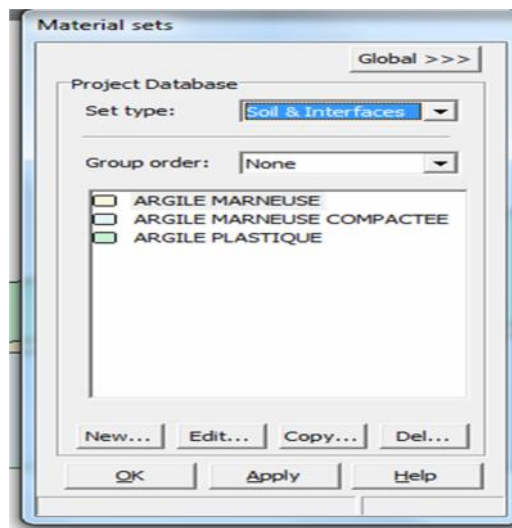 Material sets
Global >>>
Project Database
Set type: Soil & Interfaces
Group order: None
ARGILE MARNEUSE
ARGILE MARNEUSE COMPACTEE
ARGILE PLASTIQUE
New... Edit... Copy... Del...
OK Apply Help